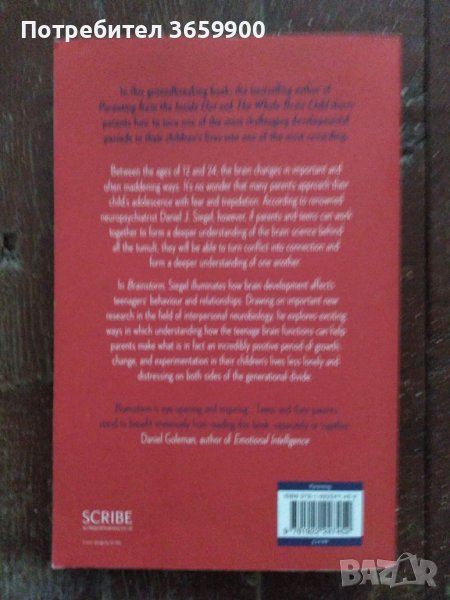 Потребител 3659900
In this groundbreaking book, the bestselling author of
Parenting from the Inside Out and The Whole-Brain Child shows
parents how to turn one of the most challenging developmental
periods in their children's lives into one of the most rewarding.
Between the ages of 12 and 24, the brain changes in important and
often maddening ways. It's no wonder that many parents approach their
child's adolescence with fear and trepidation. According to renowned
neuropsychiatrist Daniel J. Siegel, however, if parents and teens can work
together to form a deeper understanding of the brain science behind
all the tumult, they will be able to turn conflict into connection and
form a deeper understanding of one another.
In Brainstorm, Siegel illuminates how brain development affects
teenagers' behaviour and relationships. Drawing on important new
research in the field of interpersonal neurobiology, he explores exciting
ways in which understanding how the teenage brain functions can help
parents make what is in fact an incredibly positive period of growth,
change, and experimentation in their children's lives less lonely and
distressing on both sides of the generational divide.
Brainstorm is eye-opening and inspiring... Teens and their parents
stand to benefit immensely from reading this book, separately or together.
Daniel Goleman, author of Emotional Intelligence
Parenting
SCRIBE
BAZAR.bg